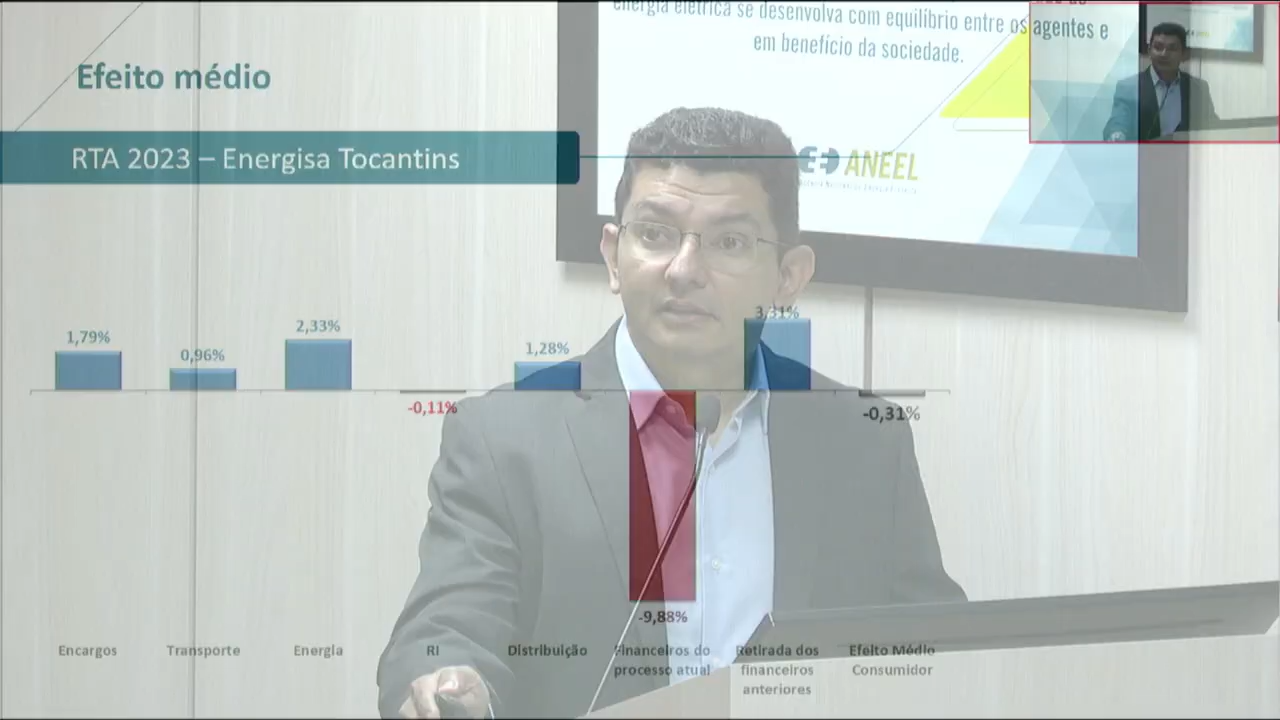 energia elétrica se desenvolva com equilíbrio entre os agentes e
em benefício da sociedade.
Efeito médio
RTA 2023 – Energisa Tocantins
ANEEL
1,79%
0,96%
2,33%
-0,11%
1,28%
-9,88%
3,31%
-0,31%
Encargos
Transporte
Energia
RI
Distribuição
Financeiros do
processo atual
Retirada dos
financeiros
anteriores
Efeito Médio
Consumidor